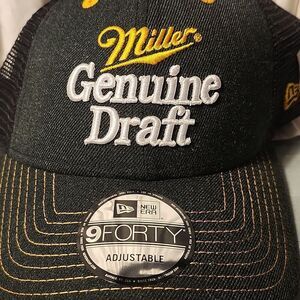 Miller®
Genuine
Draft
NEW ERA
9FORTY
ADJUSTABLE